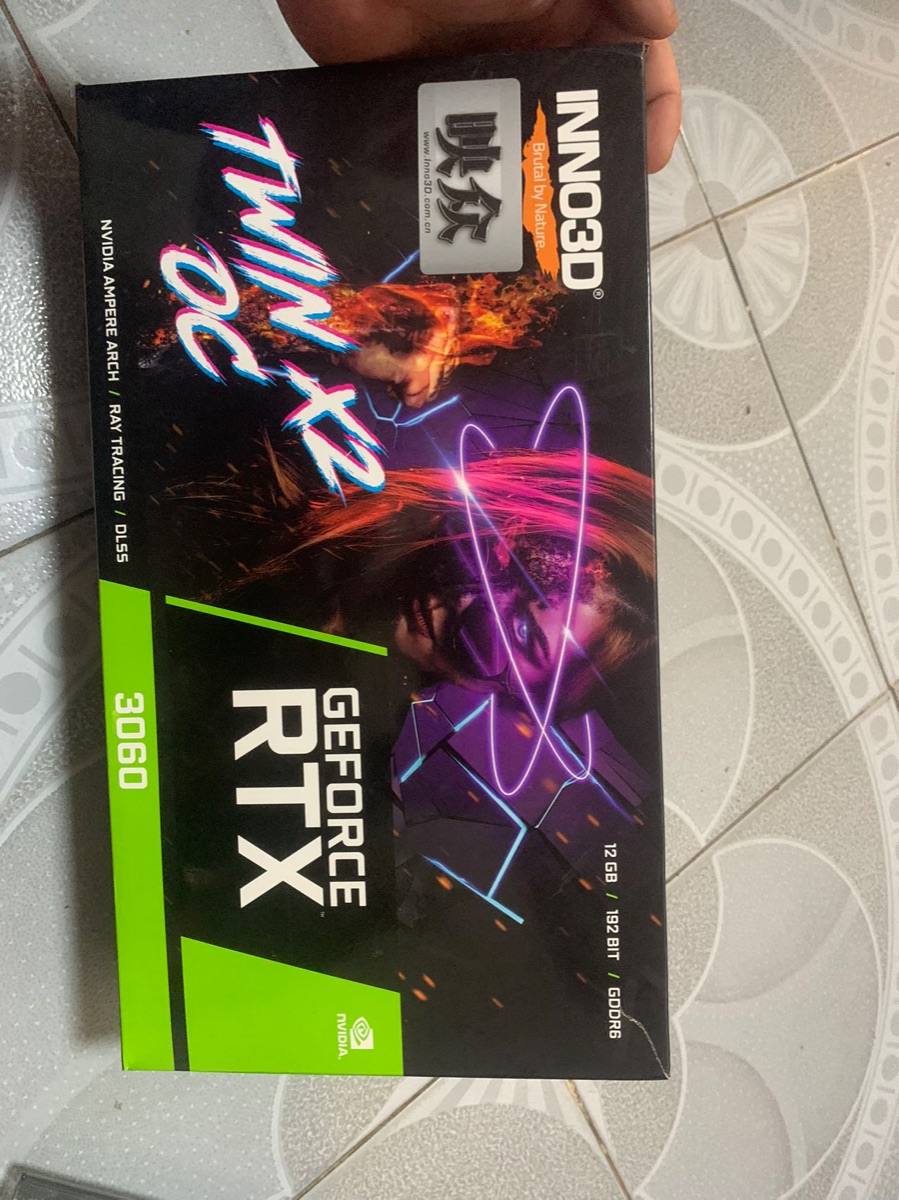 INNO3D®
Brutal by Nature
映众
www.Inno3D.com.cn
TWIN X2
OC
NVIDIA AMPERE ARCH / RAY TRACING / DLSS
12 GB / 192 BIT / GDDR6
GEFORCE
RTX™
3060
NVIDIA.